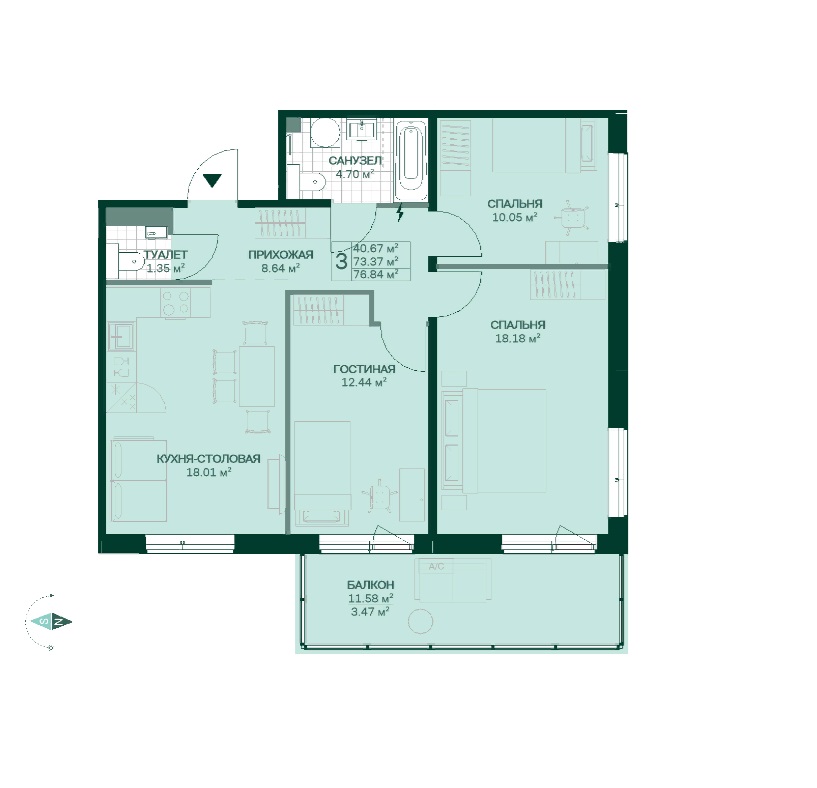 САНУЗЕЛ
4.70 м²
СПАЛЬНЯ
10.05 м²
ТУАЛЕТ
1.35 м²
ПРИХОЖАЯ
8.64 м²
3
40.67 м²
73.37 м²
76.84 м²
СПАЛЬНЯ
18.18 м²
ГОСТИНАЯ
12.44 м²
КУХНЯ-СТОЛОВАЯ
18.01 м²
A/C
БАЛКОН
11.58 м²
3.47 м²
S N